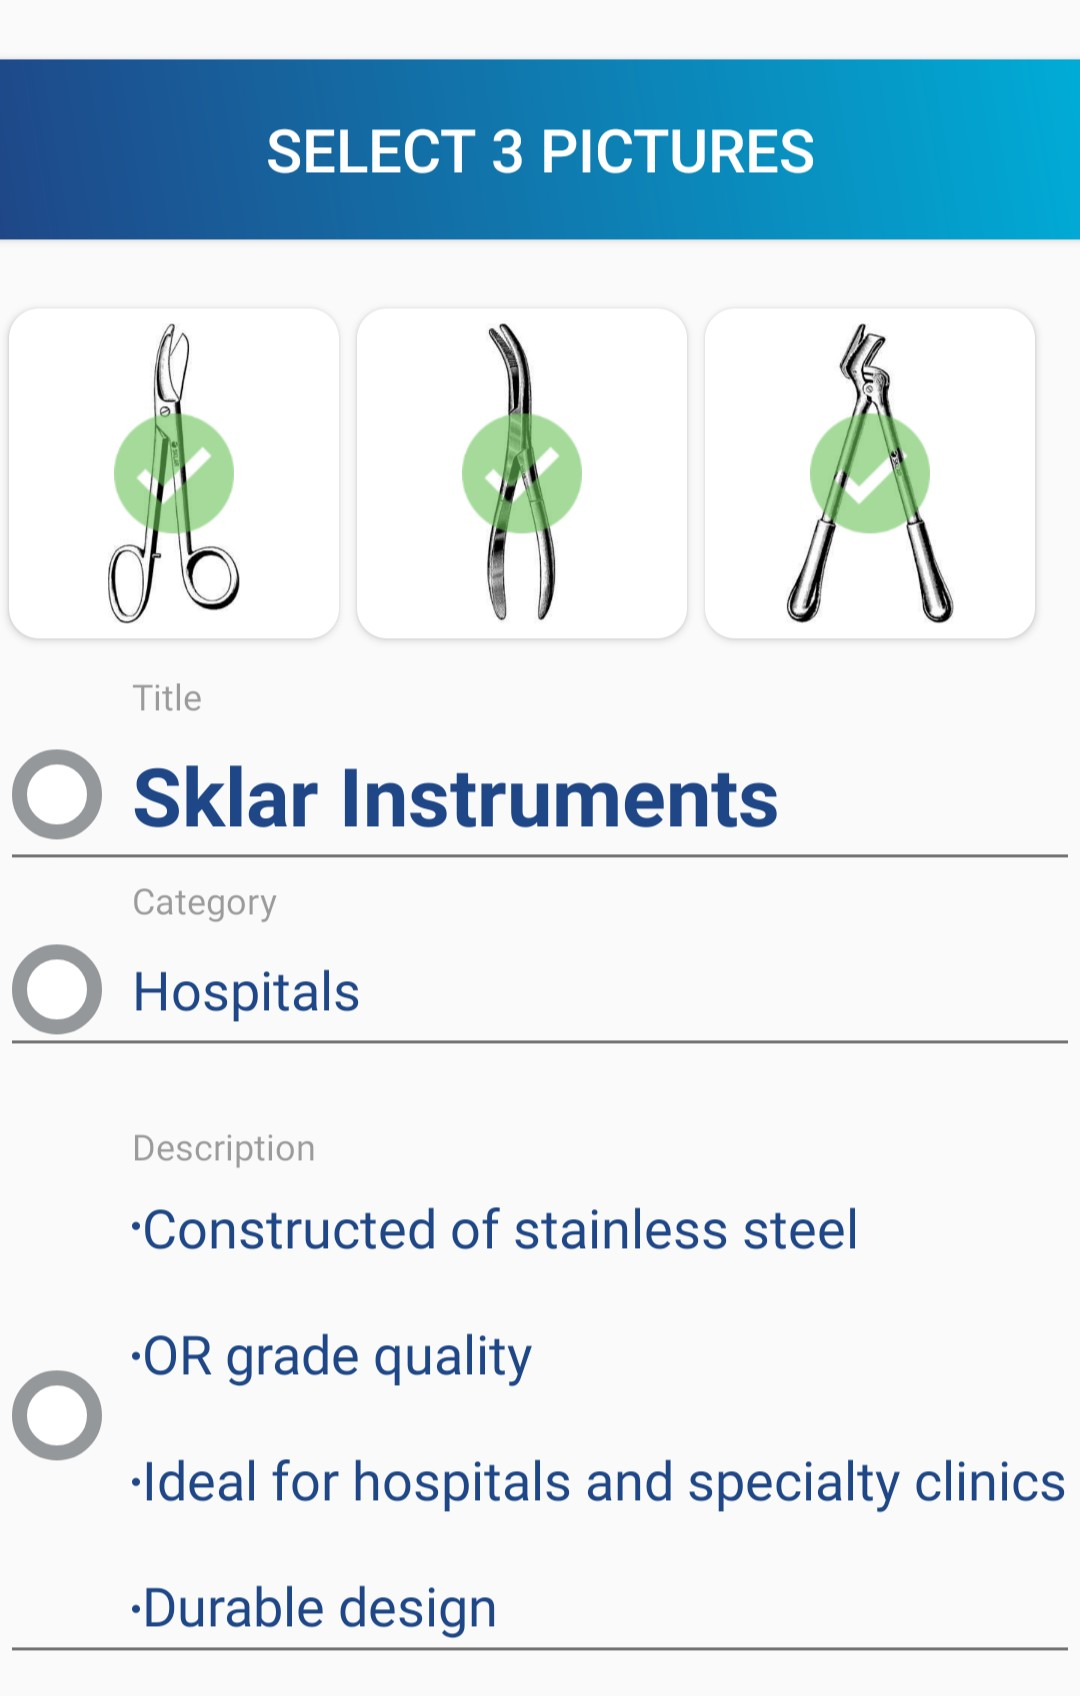 SELECT 3 PICTURES
Title
Sklar Instruments
Category
Hospitals
Description
·Constructed of stainless steel
·OR grade quality
·Ideal for hospitals and specialty clinics
·Durable design